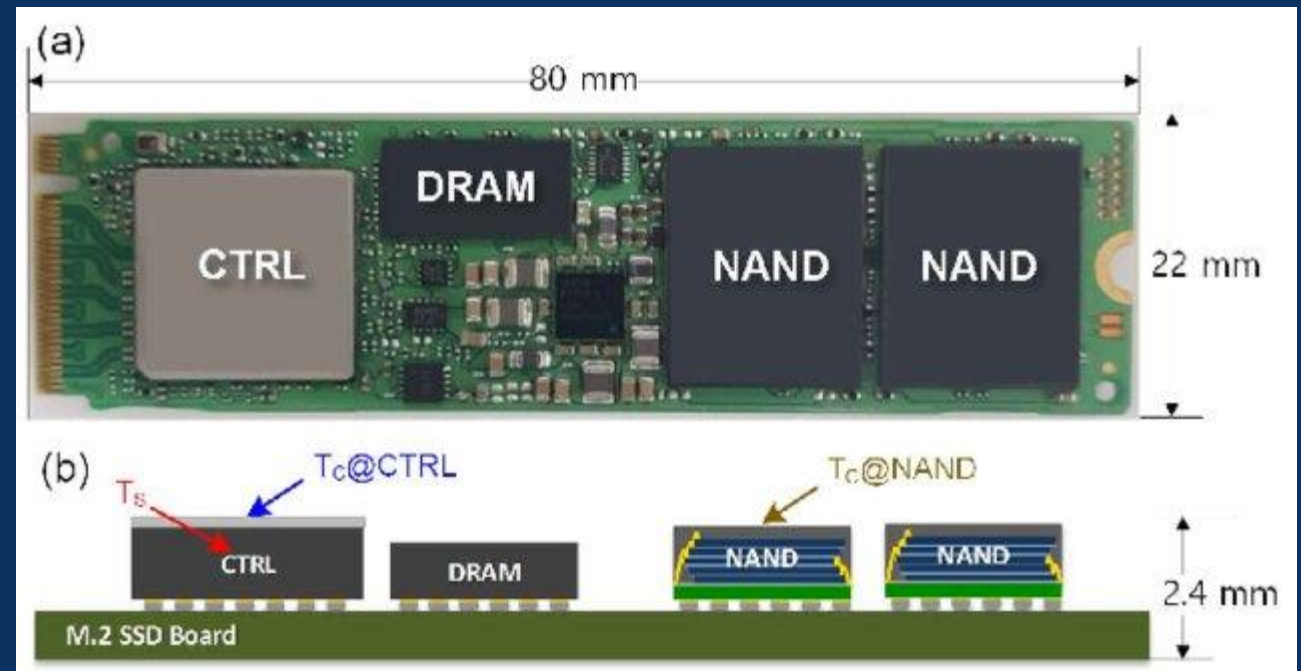 (a)
80 mm
DRAM
CTRL
NAND
NAND
22 mm
(b)
Tc@CTRL
Tc@NAND
Ts
CTRL
DRAM
NAND
NAND
2.4 mm
M.2 SSD Board